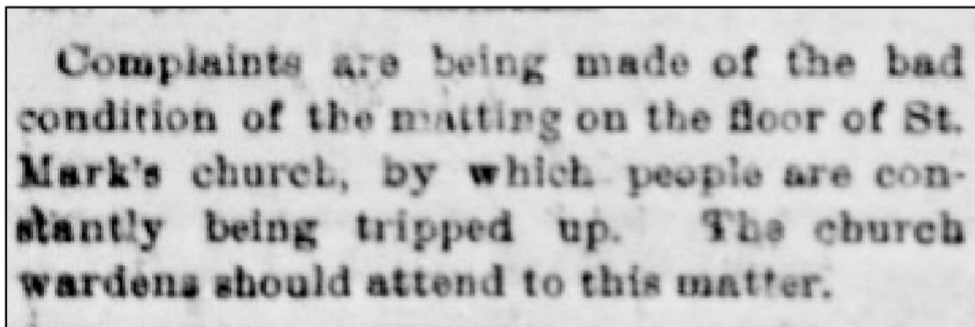 Complaints are being made of the bad
condition of the matting on the floor of St.
Mark's church, by which people are con-
stantly being tripped up. The church
wardens should attend to this matter.